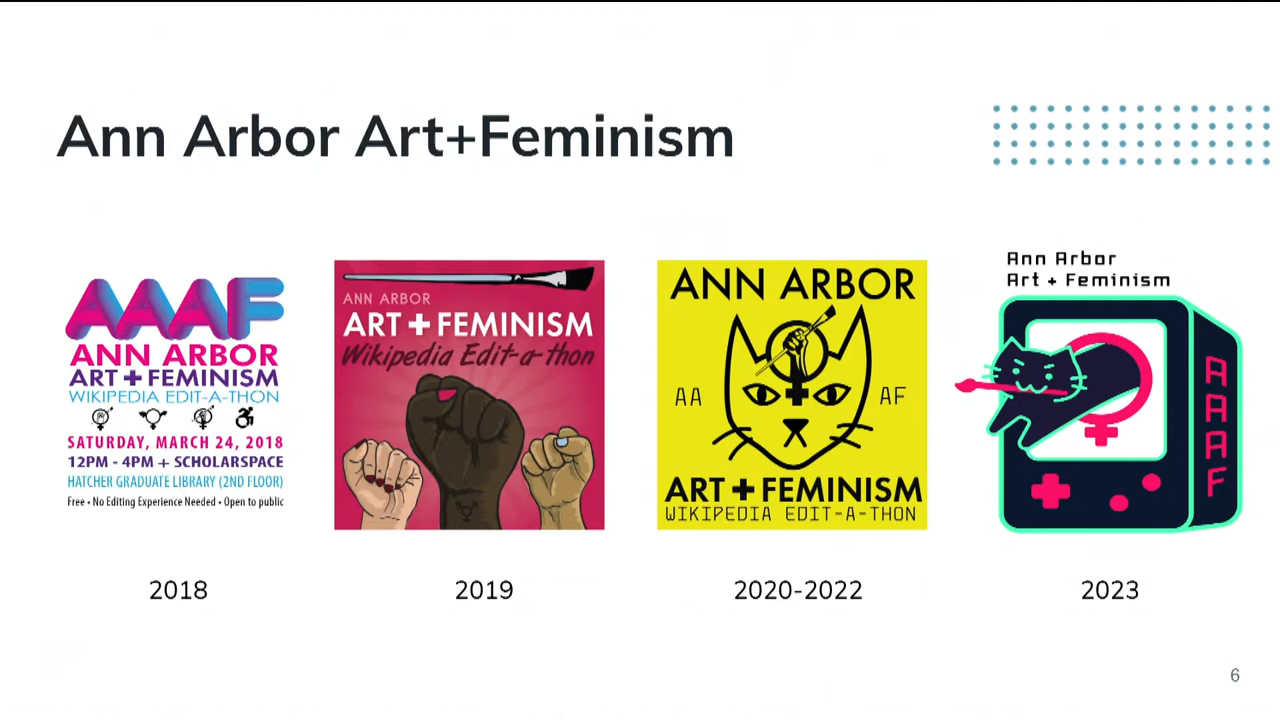 Ann Arbor Art+Feminism
AAAF
ANN ARBOR
ART + FEMINISM
WIKIPEDIA EDIT-A-THON
SATURDAY, MARCH 24, 2018
12PM - 4PM + SCHOLARSPACE
HATCHER GRADUATE LIBRARY (2ND FLOOR)
Free • No Editing Experience Needed • Open to public
2018
ANN ARBOR
ART + FEMINISM
Wikipedia Edit-a-thon
2019
ANN ARBOR
AA AF
ART + FEMINISM
WIKIPEDIA EDIT-A-THON
2020-2022
Ann Arbor
Art + Feminism
AAAF
2023
6